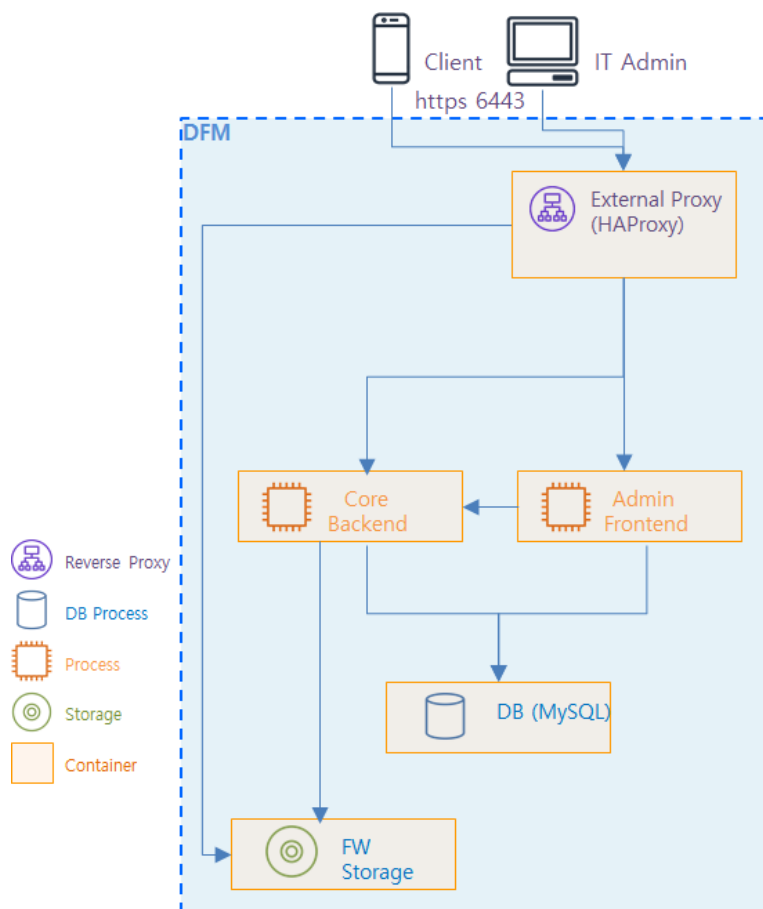 Client
IT Admin
https 6443
DFM
External Proxy
(HAProxy)
Core
Backend
Admin
Frontend
Reverse Proxy
DB Process
Process
Storage
Container
DB (MySQL)
FW
Storage